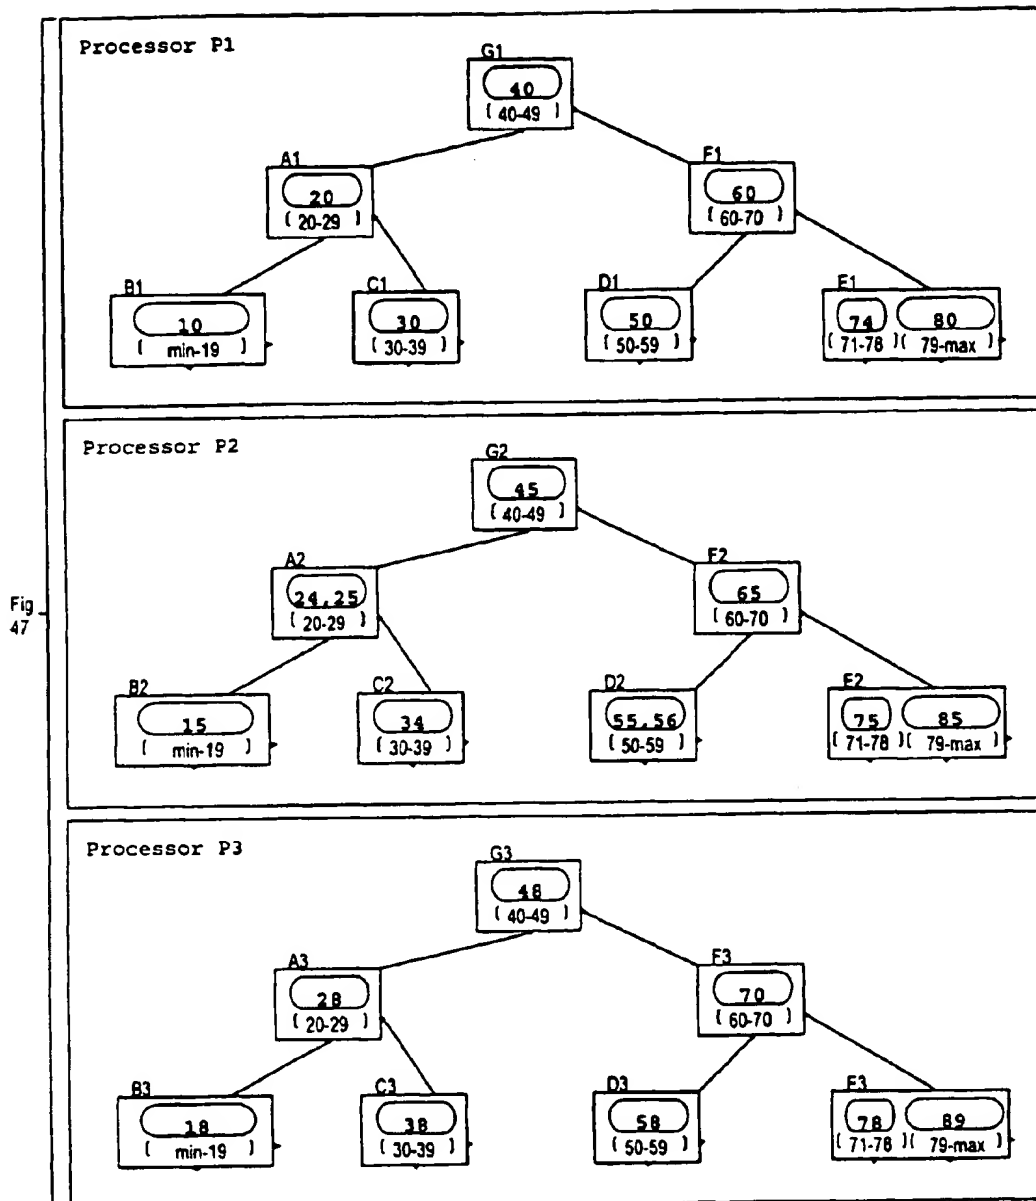 Processor P1
G1
40
( 40-49 )
A1
20
( 20-29 )
F1
60
( 60-70 )
B1
10
( min-19 )
C1
30
( 30-39 )
D1
50
( 50-59 )
E1
74 80
( 71-78 )( 79-max )
Processor P2
G2
45
( 40-49 )
A2
24,25
( 20-29 )
F2
65
( 60-70 )
Fig
47
B2
15
( min-19 )
C2
34
( 30-39 )
D2
55,56
( 50-59 )
E2
75 85
( 71-78 )( 79-max )
Processor P3
G3
48
( 40-49 )
A3
28
( 20-29 )
F3
70
( 60-70 )
B3
18
( min-19 )
C3
38
( 30-39 )
D3
58
( 50-59 )
E3
78 89
( 71-78 )( 79-max )